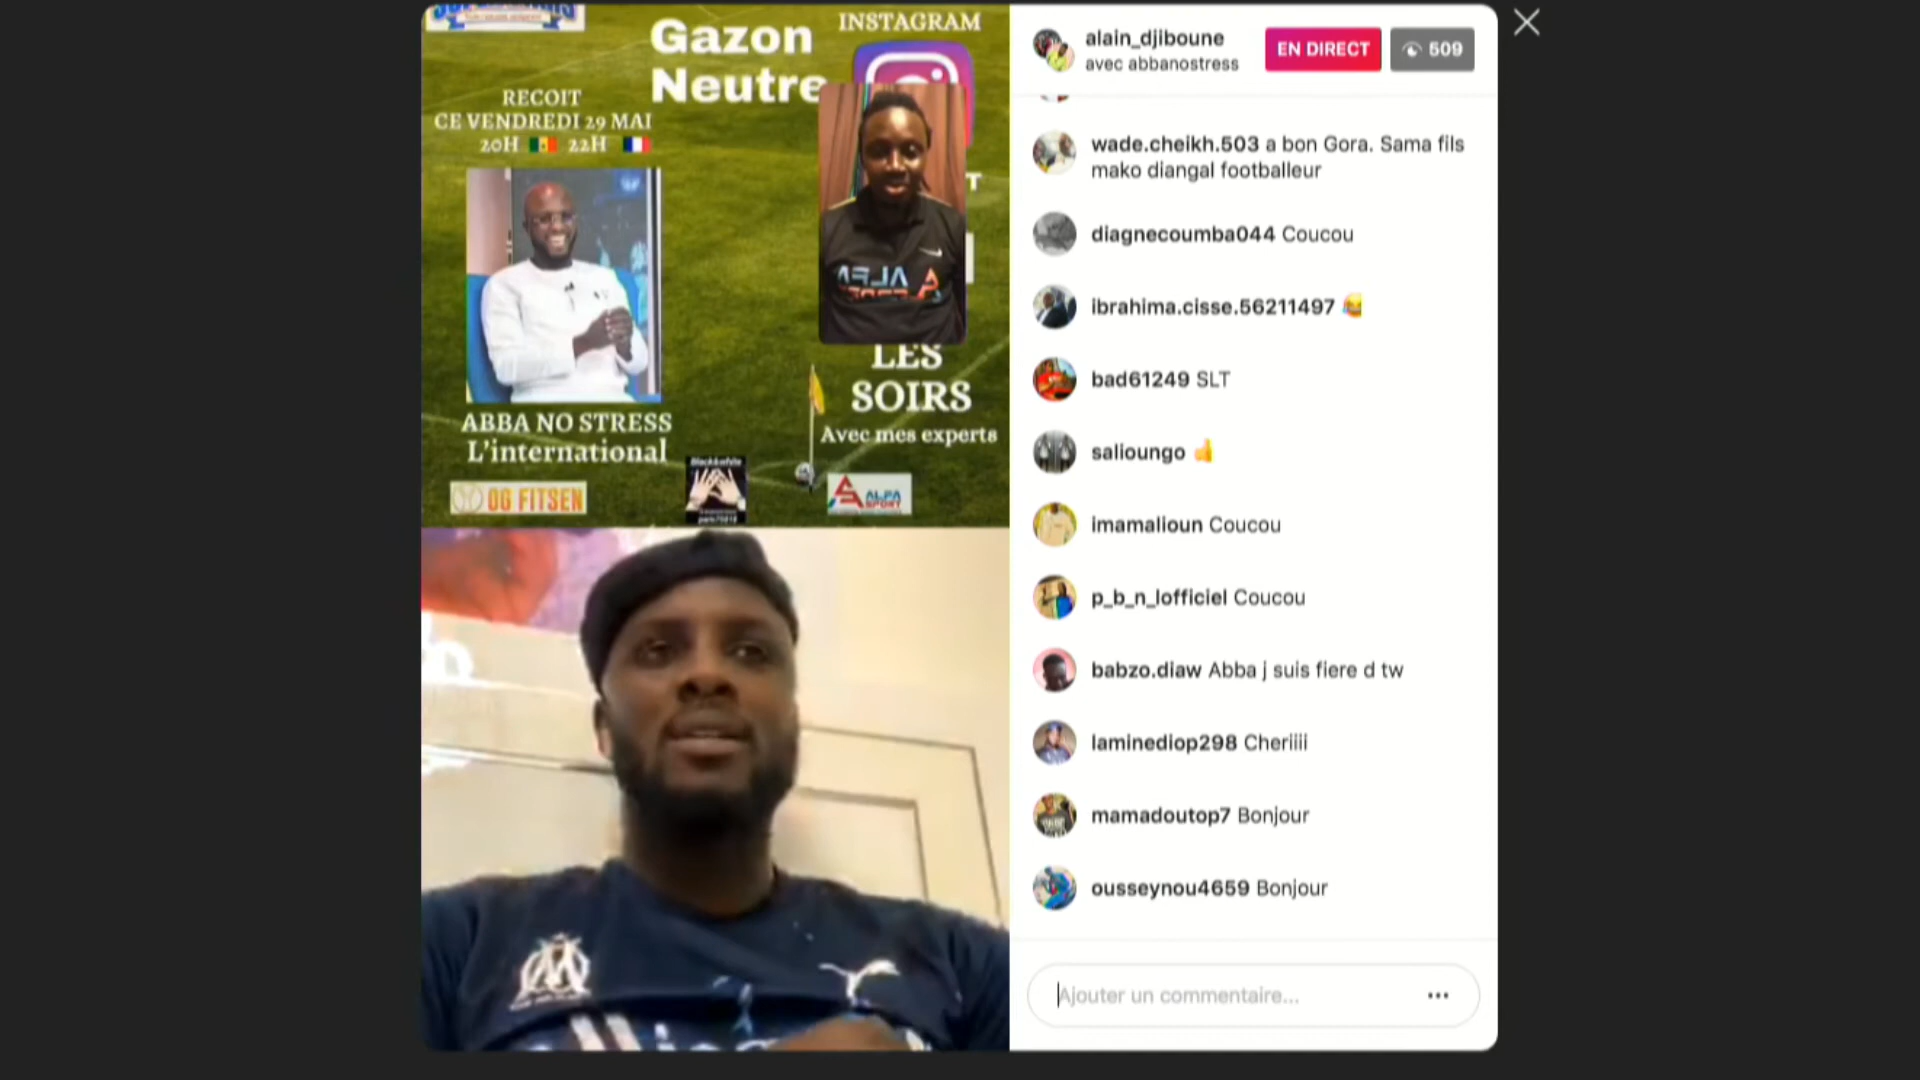 Gazon
Neutre
INSTAGRAM
RECOIT
CE VENDREDI 29 MAI
20H 🇸🇳 22H 🇫🇷
T
LES
SOIRS
Avec mes experts
ABBA NO STRESS
L'international
OG FITSEN
ALPA
SPORT
alain_djiboune
avec abbanostress
EN DIRECT
509
wade.cheikh.503 a bon Gora. Sama fils
mako diangal footballeur
diagnecoumba044 Coucou
ibrahima.cisse.56211497 😂
bad61249 SLT
salioungo 👍
imamalioun Coucou
p_b_n_lofficiel Coucou
babzo.diaw Abba j suis fiere d tw
laminediop298 Cheriiii
mamadoutop7 Bonjour
ousseynou4659 Bonjour
Ajouter un commentaire...